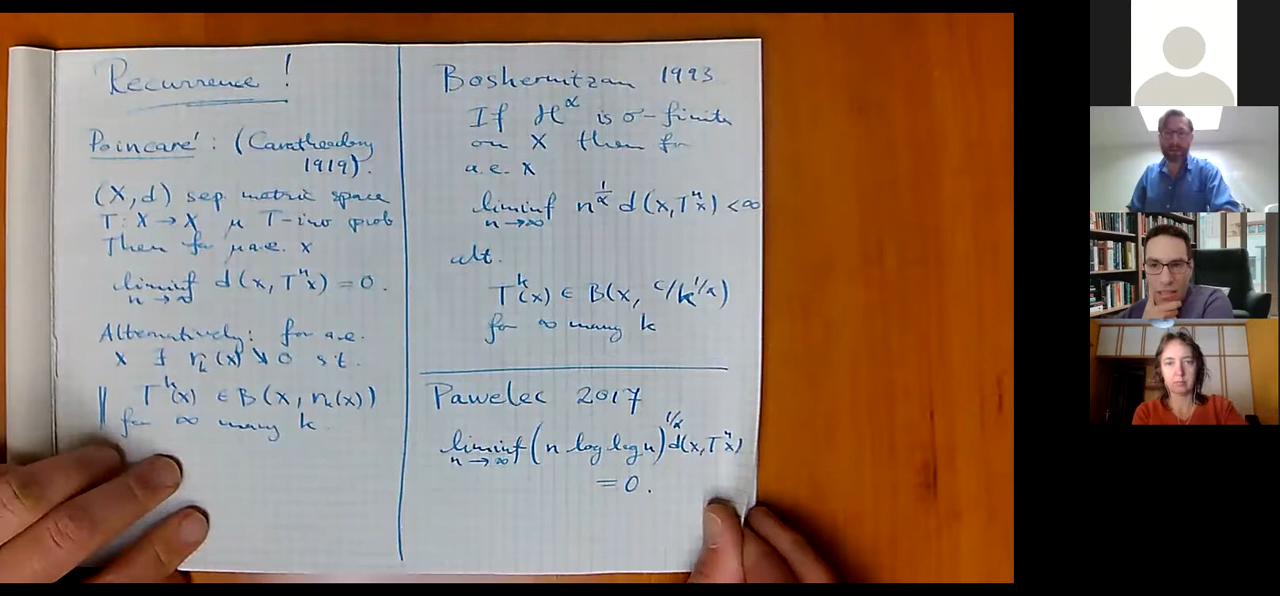 Recurrence!
Poincaré: (Caratheodory
1919).
(X,d) sep metric space
T: X→X μ T-inv prob
Then for μ a.e. x
liminf d(x,Tⁿx) = 0.
n→∞
Alternatively: for a.e.
x ∃ rₖ(x) ↘ 0 s.t.
Tᵏ(x) ∈ B(x, rₖ(x))
for ∞ many k.
Boshernitzan 1993
If ℋ^α is σ-finite
on X then for
a.e. x
liminf n^{1/α} d(x,Tⁿx) < ∞
n→∞
alt.
Tᵏ(x) ∈ B(x, c/k^{1/α})
for ∞ many k
Pawelec 2017
liminf (n log log n)^{1/α} d(x,Tⁿx)
n→∞
= 0.